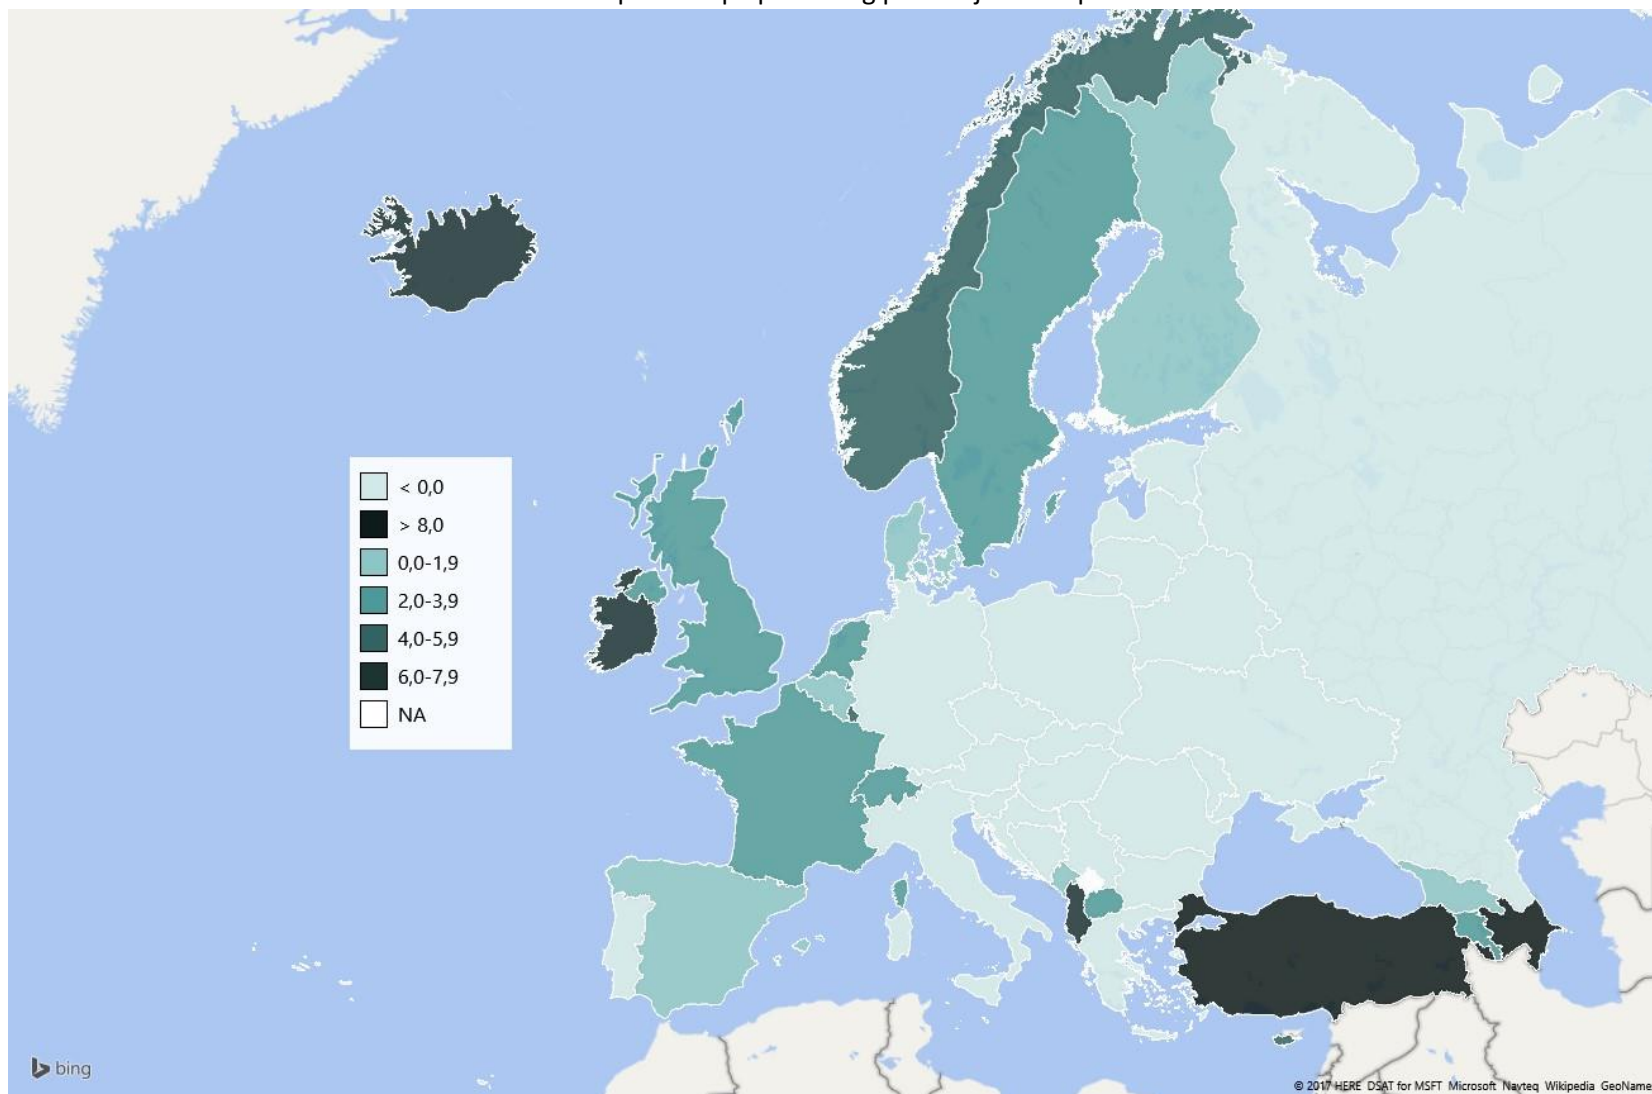 < 0,0
> 8,0
0,0-1,9
2,0-3,9
4,0-5,9
6,0-7,9
NA
bing
© 2017 HERE DSAT for MSFT Microsoft Navteq Wikipedia GeoName